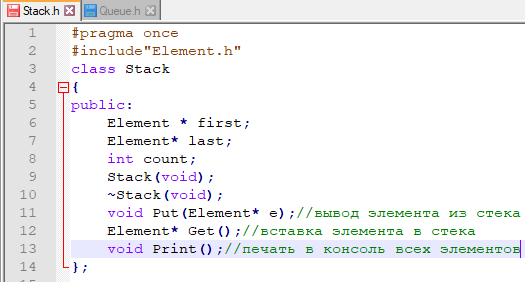 Stack.h Queue.h
1 #pragma once
2 #include"Element.h"
3 class Stack
4 {
5 public:
6 Element * first;
7 Element* last;
8 int count;
9 Stack(void);
10 ~Stack(void);
11 void Put(Element* e);//вывод элемента из стека
12 Element* Get();//вставка элемента в стека
13 void Print();//печать в консоль всех элементов
14 };